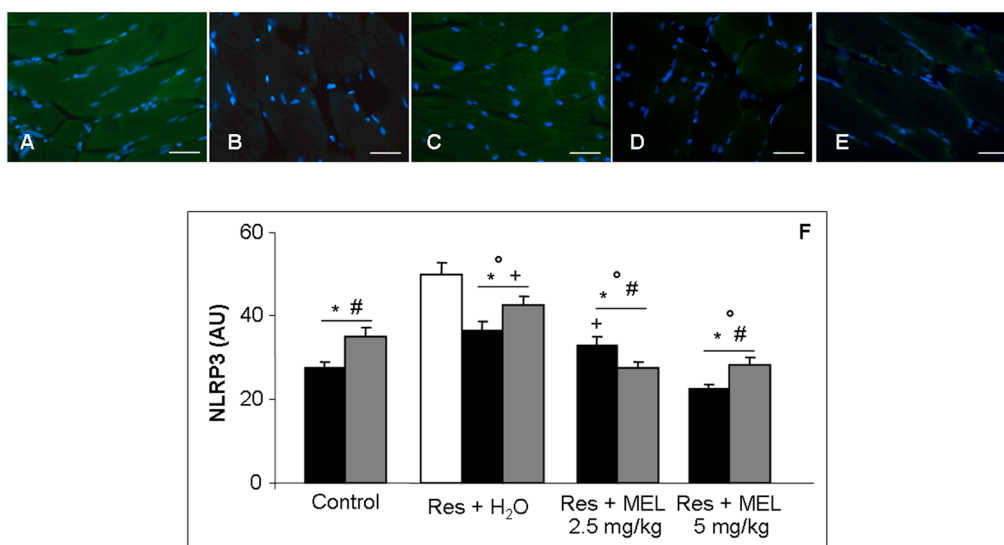 A B C D E
F
60
40
20
0
NLRP3 (AU)
* #
°
* +
°
* #
+
°
* #
Control
Res + H₂O
Res + MEL
2.5 mg/kg
Res + MEL
5 mg/kg